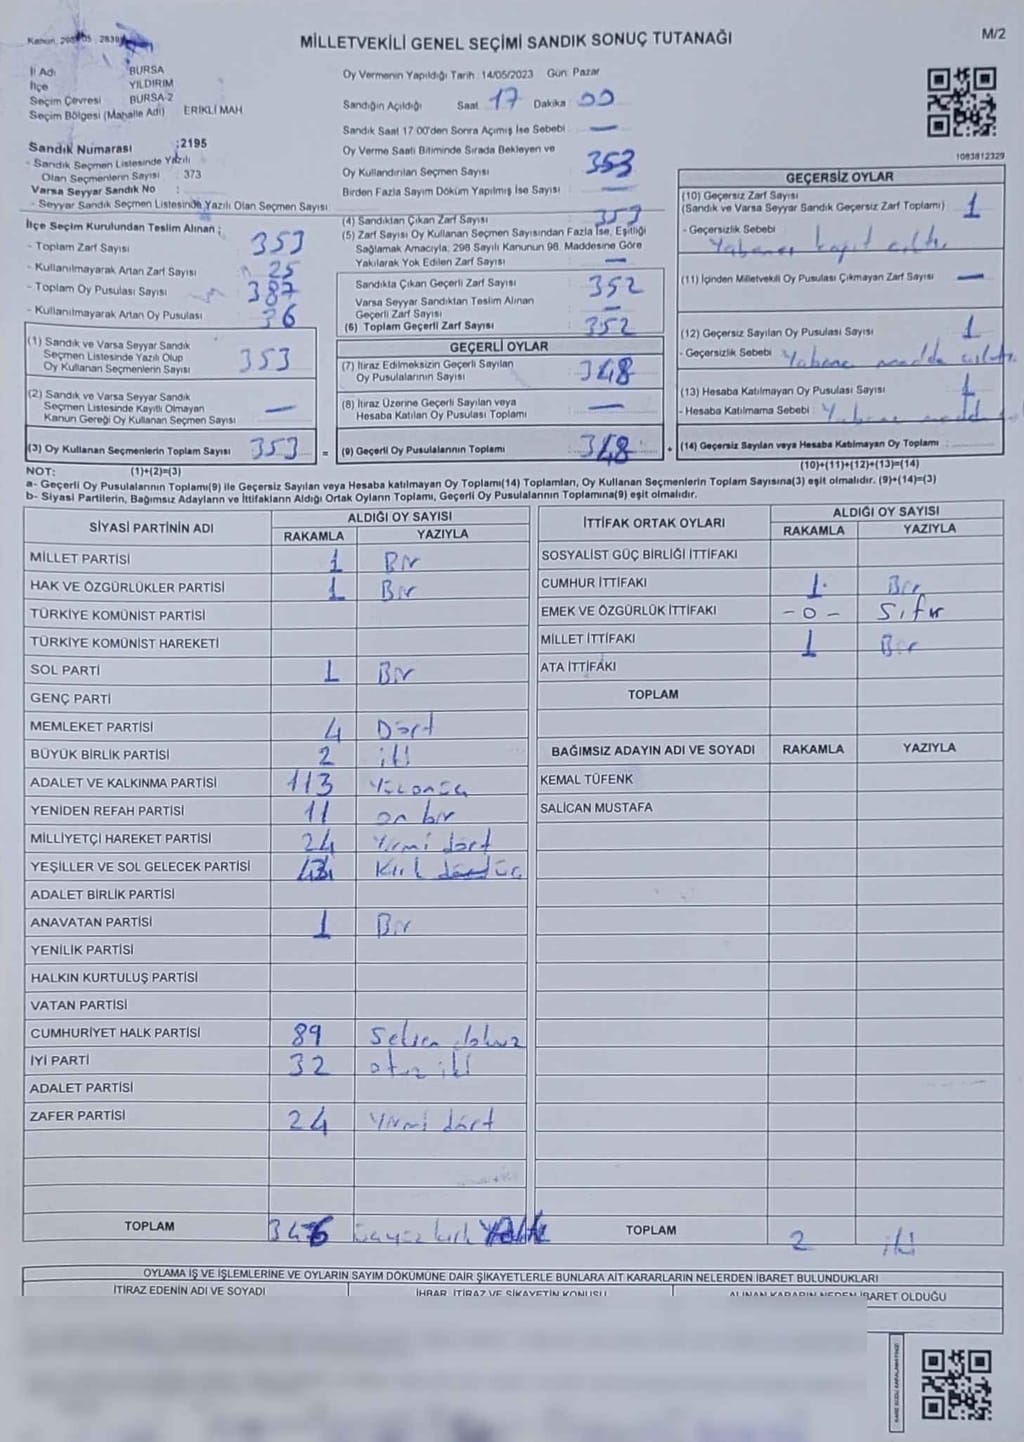 MİLLETVEKİLİ GENEL SEÇİMİ SANDIK SONUÇ TUTANAĞI
M/2
İl Adı BURSA
İlçe YILDIRIM
Seçim Çevresi BURSA-2
Seçim Bölgesi (Mahalle Adı) ERİKLİ MAH
Sandık Numarası : 2195
- Sandık Seçmen Listesinde Yazılı
Olan Seçmenlerin Sayısı : 373
Varsa Seyyar Sandık No :
- Seyyar Sandık Seçmen Listesinde Yazılı Olan Seçmen Sayısı
Oy Vermenin Yapıldığı Tarih :14/05/2023 Gün: Pazar
Sandığın Açıldığı Saat 17 Dakika 00
Sandık Saat 17:00'den Sonra Açılmış İse Sebebi —
Oy Verme Saati Bitiminde Sırada Bekleyen ve
Oy Kullandırılan Seçmen Sayısı 353
Birden Fazla Sayım Döküm Yapılmış İse Sayısı —
1083812329
İlçe Seçim Kurulundan Teslim Alınan ;
- Toplam Zarf Sayısı 353
- Kullanılmayarak Artan Zarf Sayısı 25
- Toplam Oy Pusulası Sayısı 387
- Kullanılmayarak Artan Oy Pusulası 36
(1) Sandık ve Varsa Seyyar Sandık
Seçmen Listesinde Yazılı Olup
Oy Kullanan Seçmenlerin Sayısı 353
(2) Sandık ve Varsa Seyyar Sandık
Seçmen Listesinde Kayıtlı Olmayan
Kanun Gereği Oy Kullanan Seçmen Sayısı —
(3) Oy Kullanan Seçmenlerin Toplam Sayısı 353 =
(4) Sandıktan Çıkan Zarf Sayısı 353
(5) Zarf Sayısı Oy Kullanan Seçmen Sayısından Fazla İse, Eşitliği
Sağlamak Amacıyla, 298 Sayılı Kanunun 98. Maddesine Göre
Yakılarak Yok Edilen Zarf Sayısı —
Sandıkta Çıkan Geçerli Zarf Sayısı 352
Varsa Seyyar Sandıktan Teslim Alınan
Geçerli Zarf Sayısı —
(6) Toplam Geçerli Zarf Sayısı 352
GEÇERLİ OYLAR
(7) İtiraz Edilmeksizin Geçerli Sayılan
Oy Pusulalarının Sayısı 348
(8) İtiraz Üzerine Geçerli Sayılan veya
Hesaba Katılan Oy Pusulası Toplamı —
(9) Geçerli Oy Pusulalarının Toplamı 348 +
GEÇERSİZ OYLAR
(10) Geçersiz Zarf Sayısı
(Sandık ve Varsa Seyyar Sandık Geçersiz Zarf Toplamı) 1
- Geçersizlik Sebebi
(11) İçinden Milletvekili Oy Pusulası Çıkmayan Zarf Sayısı —
(12) Geçersiz Sayılan Oy Pusulası Sayısı 1
- Geçersizlik Sebebi
(13) Hesaba Katılmayan Oy Pusulası Sayısı 1
- Hesaba Katılmama Sebebi :
(14) Geçersiz Sayılan veya Hesaba Katılmayan Oy Toplamı
NOT: (1)+(2)=(3)
(10)+(11)+(12)+(13)=(14)
a- Geçerli Oy Pusulalarının Toplamı(9) ile Geçersiz Sayılan veya Hesaba katılmayan Oy Toplamı(14) Toplamları, Oy Kullanan Seçmenlerin Toplam Sayısına(3) eşit olmalıdır. (9)+(14)=(3)
b- Siyasi Partilerin, Bağımsız Adayların ve İttifakların Aldığı Ortak Oyların Toplamı, Geçerli Oy Pusulalarının Toplamına(9) eşit olmalıdır.
SİYASİ PARTİNİN ADI ALDIĞI OY SAYISI
RAKAMLA YAZIYLA
MİLLET PARTİSİ 1 Bir
HAK VE ÖZGÜRLÜKLER PARTİSİ 1 Bir
TÜRKİYE KOMÜNİST PARTİSİ
TÜRKİYE KOMÜNİST HAREKETİ
SOL PARTİ 1 Bir
GENÇ PARTİ
MEMLEKET PARTİSİ 4 Dört
BÜYÜK BİRLİK PARTİSİ 2 iki
ADALET VE KALKINMA PARTİSİ 113 Yüzonüç
YENİDEN REFAH PARTİSİ 11 on bir
MİLLİYETÇİ HAREKET PARTİSİ 24 Yirmi dört
YEŞİLLER VE SOL GELECEK PARTİSİ 43 Kırk
ADALET BİRLİK PARTİSİ
ANAVATAN PARTİSİ 1 Bir
YENİLİK PARTİSİ
HALKIN KURTULUŞ PARTİSİ
VATAN PARTİSİ
CUMHURİYET HALK PARTİSİ 89 Seksen dokuz
İYİ PARTİ 32 otuz iki
ADALET PARTİSİ
ZAFER PARTİSİ 24 Yirmi dört
TOPLAM 346
İTTİFAK ORTAK OYLARI ALDIĞI OY SAYISI
RAKAMLA YAZIYLA
SOSYALİST GÜÇ BİRLİĞİ İTTİFAKI
CUMHUR İTTİFAKI 1 Bir
EMEK VE ÖZGÜRLÜK İTTİFAKI -0- Sıfır
MİLLET İTTİFAKI 1 Bir
ATA İTTİFAKI
TOPLAM
BAĞIMSIZ ADAYIN ADI VE SOYADI RAKAMLA YAZIYLA
KEMAL TÜFENK
SALİCAN MUSTAFA
TOPLAM 2 iki
OYLAMA İŞ VE İŞLEMLERİNE VE OYLARIN SAYIM DÖKÜMÜNE DAİR ŞİKAYETLERLE BUNLARA AİT KARARLARIN NELERDEN İBARET BULUNDUKLARI
İTİRAZ EDENİN ADI VE SOYADI İHBAR, İTİRAZ VE ŞİKAYETİN KONUSU ALINAN KARARIN NEDEN İBARET OLDUĞU